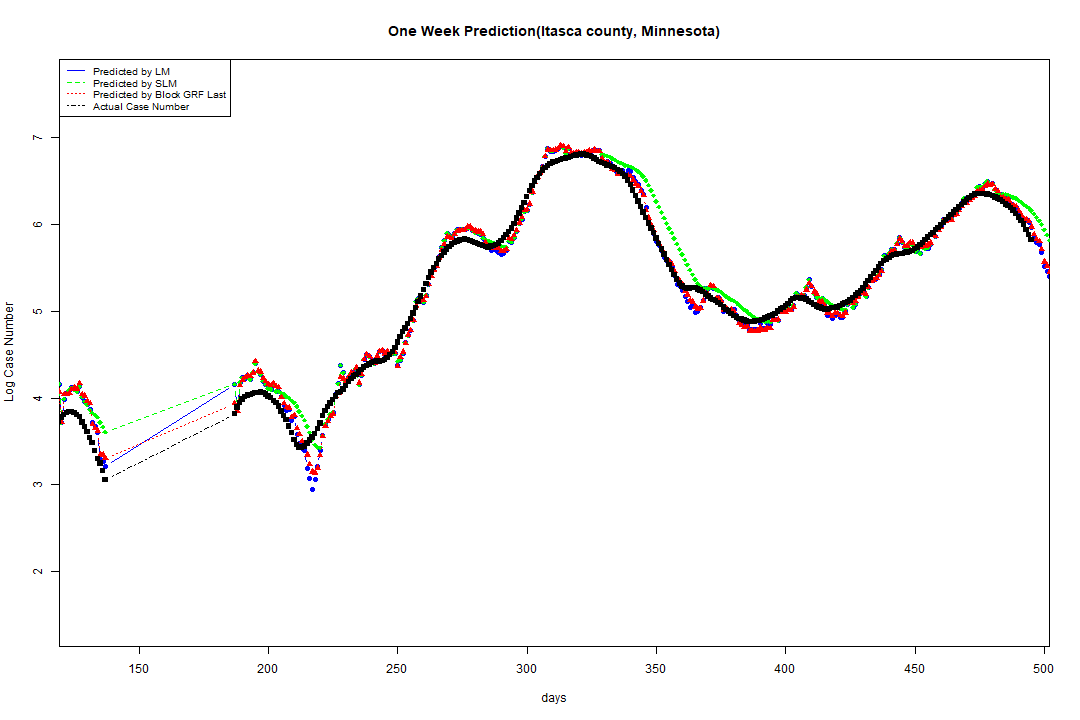 One Week Prediction(Itasca county, Minnesota)
Predicted by LM
Predicted by SLM
Predicted by Block GRF Last
Actual Case Number
7
6
5
4
3
2
Log Case Number
150 200 250 300 350 400 450 500
days